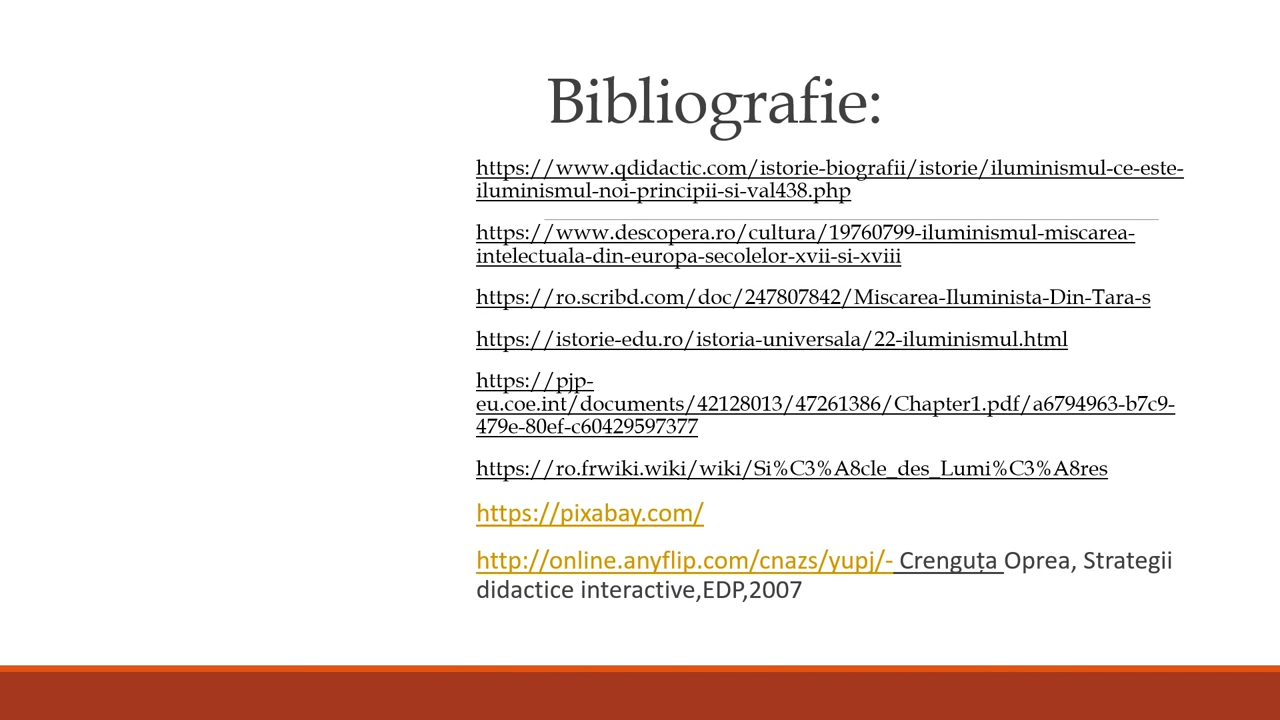 Bibliografie:
https://www.qdidactic.com/istorie-biografii/istorie/iluminismul-ce-este-
iluminismul-noi-principii-si-val438.php
https://www.descopera.ro/cultura/19760799-iluminismul-miscarea-
intelectuala-din-europa-secolelor-xvii-si-xviii
https://ro.scribd.com/doc/247807842/Miscarea-Iluminista-Din-Tara-s
https://istorie-edu.ro/istoria-universala/22-iluminismul.html
https://pjp-
eu.coe.int/documents/42128013/47261386/Chapter1.pdf/a6794963-b7c9-
479e-80ef-c60429597377
https://ro.frwiki.wiki/wiki/Si%C3%A8cle_des_Lumi%C3%A8res
https://pixabay.com/
http://online.anyflip.com/cnazs/yupj/- Crenguța Oprea, Strategii
didactice interactive,EDP,2007